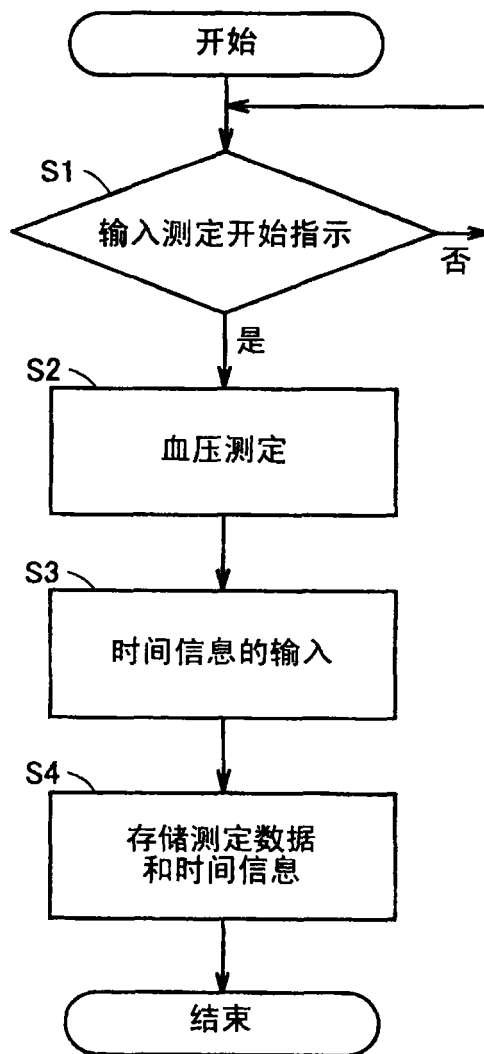 开始
S1
输入测定开始指示
否
是
S2
血压测定
S3
时间信息的输入
S4
存储测定数据
和时间信息
结束